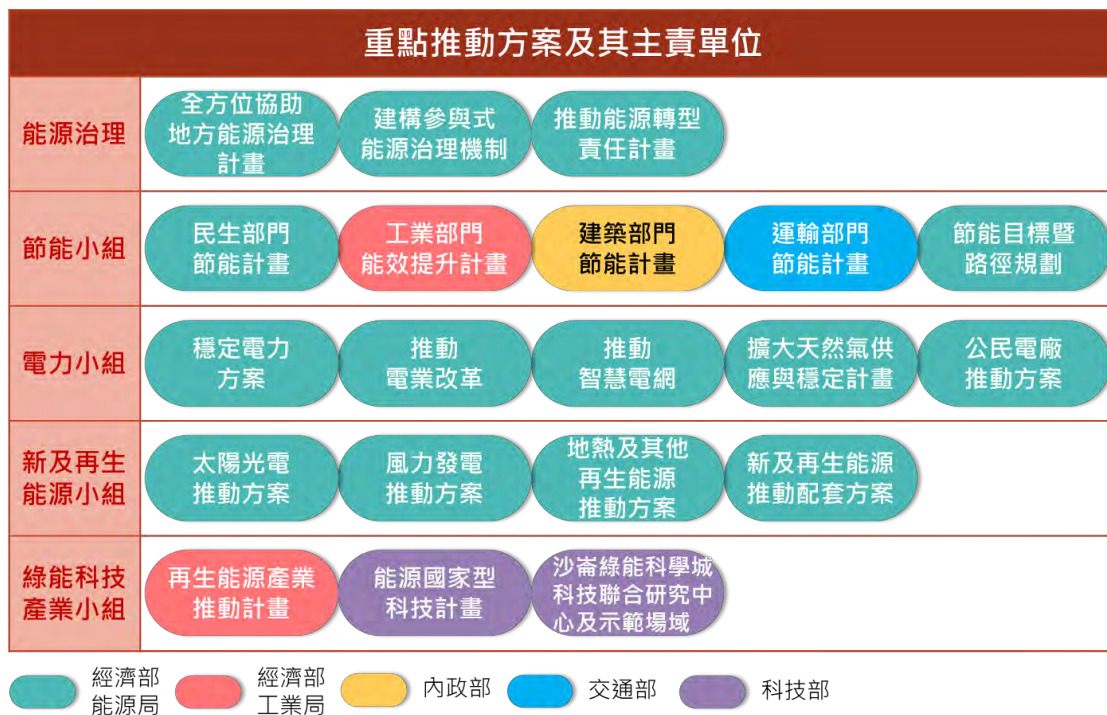 重點推動方案及其主責單位
能源治理
全方位協助
地方能源治理
計畫
建構參與式
能源治理機制
推動能源轉型
責任計畫
節能小組
民生部門
節能計畫
工業部門
能效提升計畫
建築部門
節能計畫
運輸部門
節能計畫
節能目標暨
路徑規劃
電力小組
穩定電力
方案
推動
電業改革
推動
智慧電網
擴大天然氣供
應與穩定計畫
公民電廠
推動方案
新及再生
能源小組
太陽光電
推動方案
風力發電
推動方案
地熱及其他
再生能源
推動方案
新及再生能源
推動配套方案
綠能科技
產業小組
再生能源產業
推動計畫
能源國家型
科技計畫
沙崙綠能科學城
科技聯合研究中
心及示範場域
經濟部
能源局
經濟部
工業局
內政部
交通部
科技部